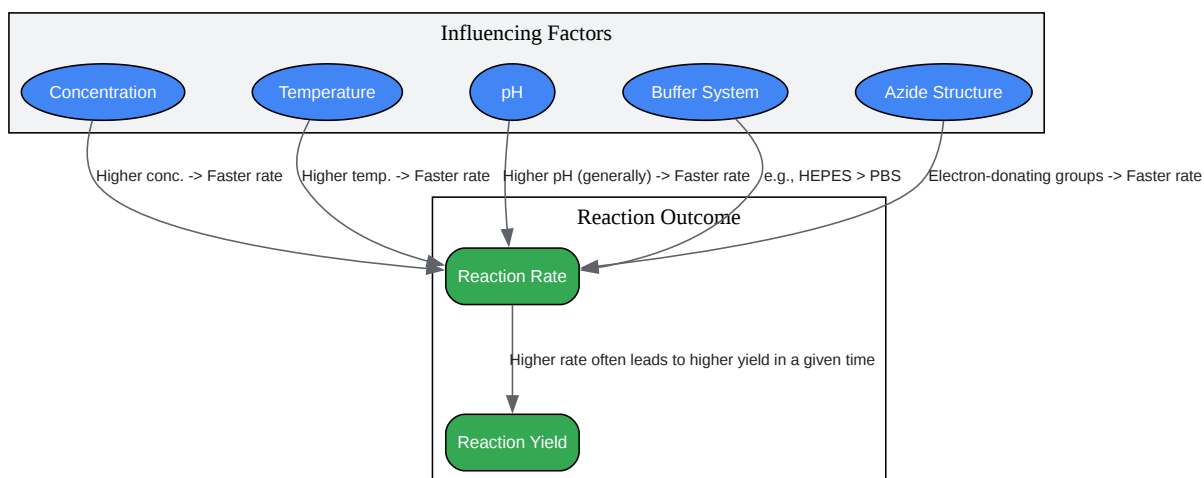 Influencing Factors
Concentration
Temperature
pH
Buffer System
Azide Structure
Higher conc. -> Faster rate
Higher temp. -> Faster rate
Higher pH (generally) -> Faster rate
e.g., HEPES > PBS
Electron-donating groups -> Faster rate
Reaction Outcome
Reaction Rate
Higher rate often leads to higher yield in a given time
Reaction Yield